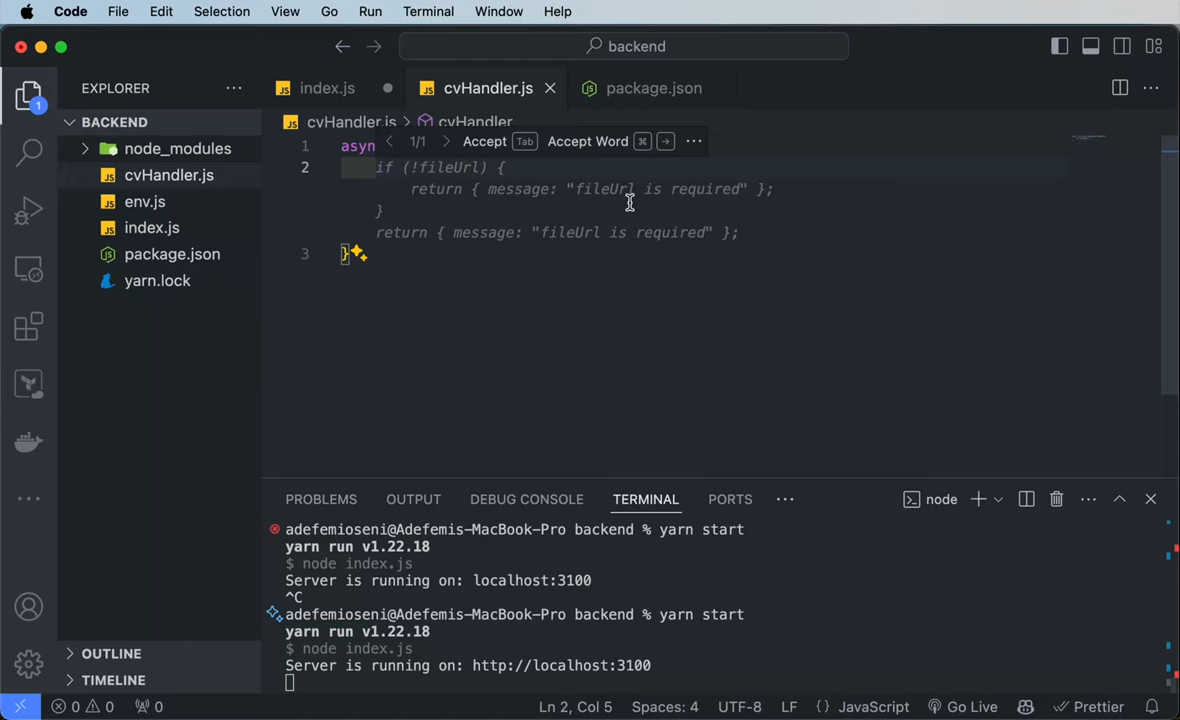 Code File Edit Selection View Go Run Terminal Window Help
backend
EXPLORER
index.js
cvHandler.js
package.json
BACKEND
node_modules
cvHandler.js
env.js
index.js
package.json
yarn.lock
OUTLINE
TIMELINE
1
cvHandler.js > cvHandler
1/1 Accept Tab Accept Word ⌘ →
1 asyn
2 if (!fileUrl) {
return { message: "fileUrl is required" };
}
return { message: "fileUrl is required" };
3 }
PROBLEMS OUTPUT DEBUG CONSOLE TERMINAL PORTS
node
adefemioseni@Adefemis-MacBook-Pro backend % yarn start
yarn run v1.22.18
$ node index.js
Server is running on: localhost:3100
^C
adefemioseni@Adefemis-MacBook-Pro backend % yarn start
yarn run v1.22.18
$ node index.js
Server is running on: http://localhost:3100
0 0 0 Ln 2, Col 5 Spaces: 4 UTF-8 LF {} JavaScript Go Live Prettier